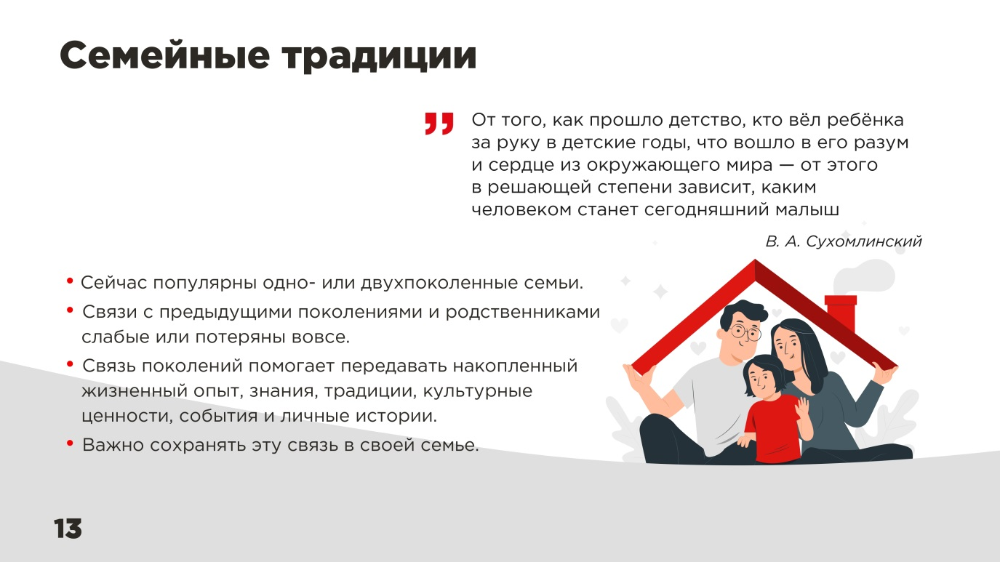 Семейные традиции
” От того, как прошло детство, кто вёл ребёнка
за руку в детские годы, что вошло в его разум
и сердце из окружающего мира — от этого
в решающей степени зависит, каким
человеком станет сегодняшний малыш
В. А. Сухомлинский
• Сейчас популярны одно- или двухпоколенные семьи.
• Связи с предыдущими поколениями и родственниками
слабые или потеряны вовсе.
• Связь поколений помогает передавать накопленный
жизненный опыт, знания, традиции, культурные
ценности, события и личные истории.
• Важно сохранять эту связь в своей семье.
13